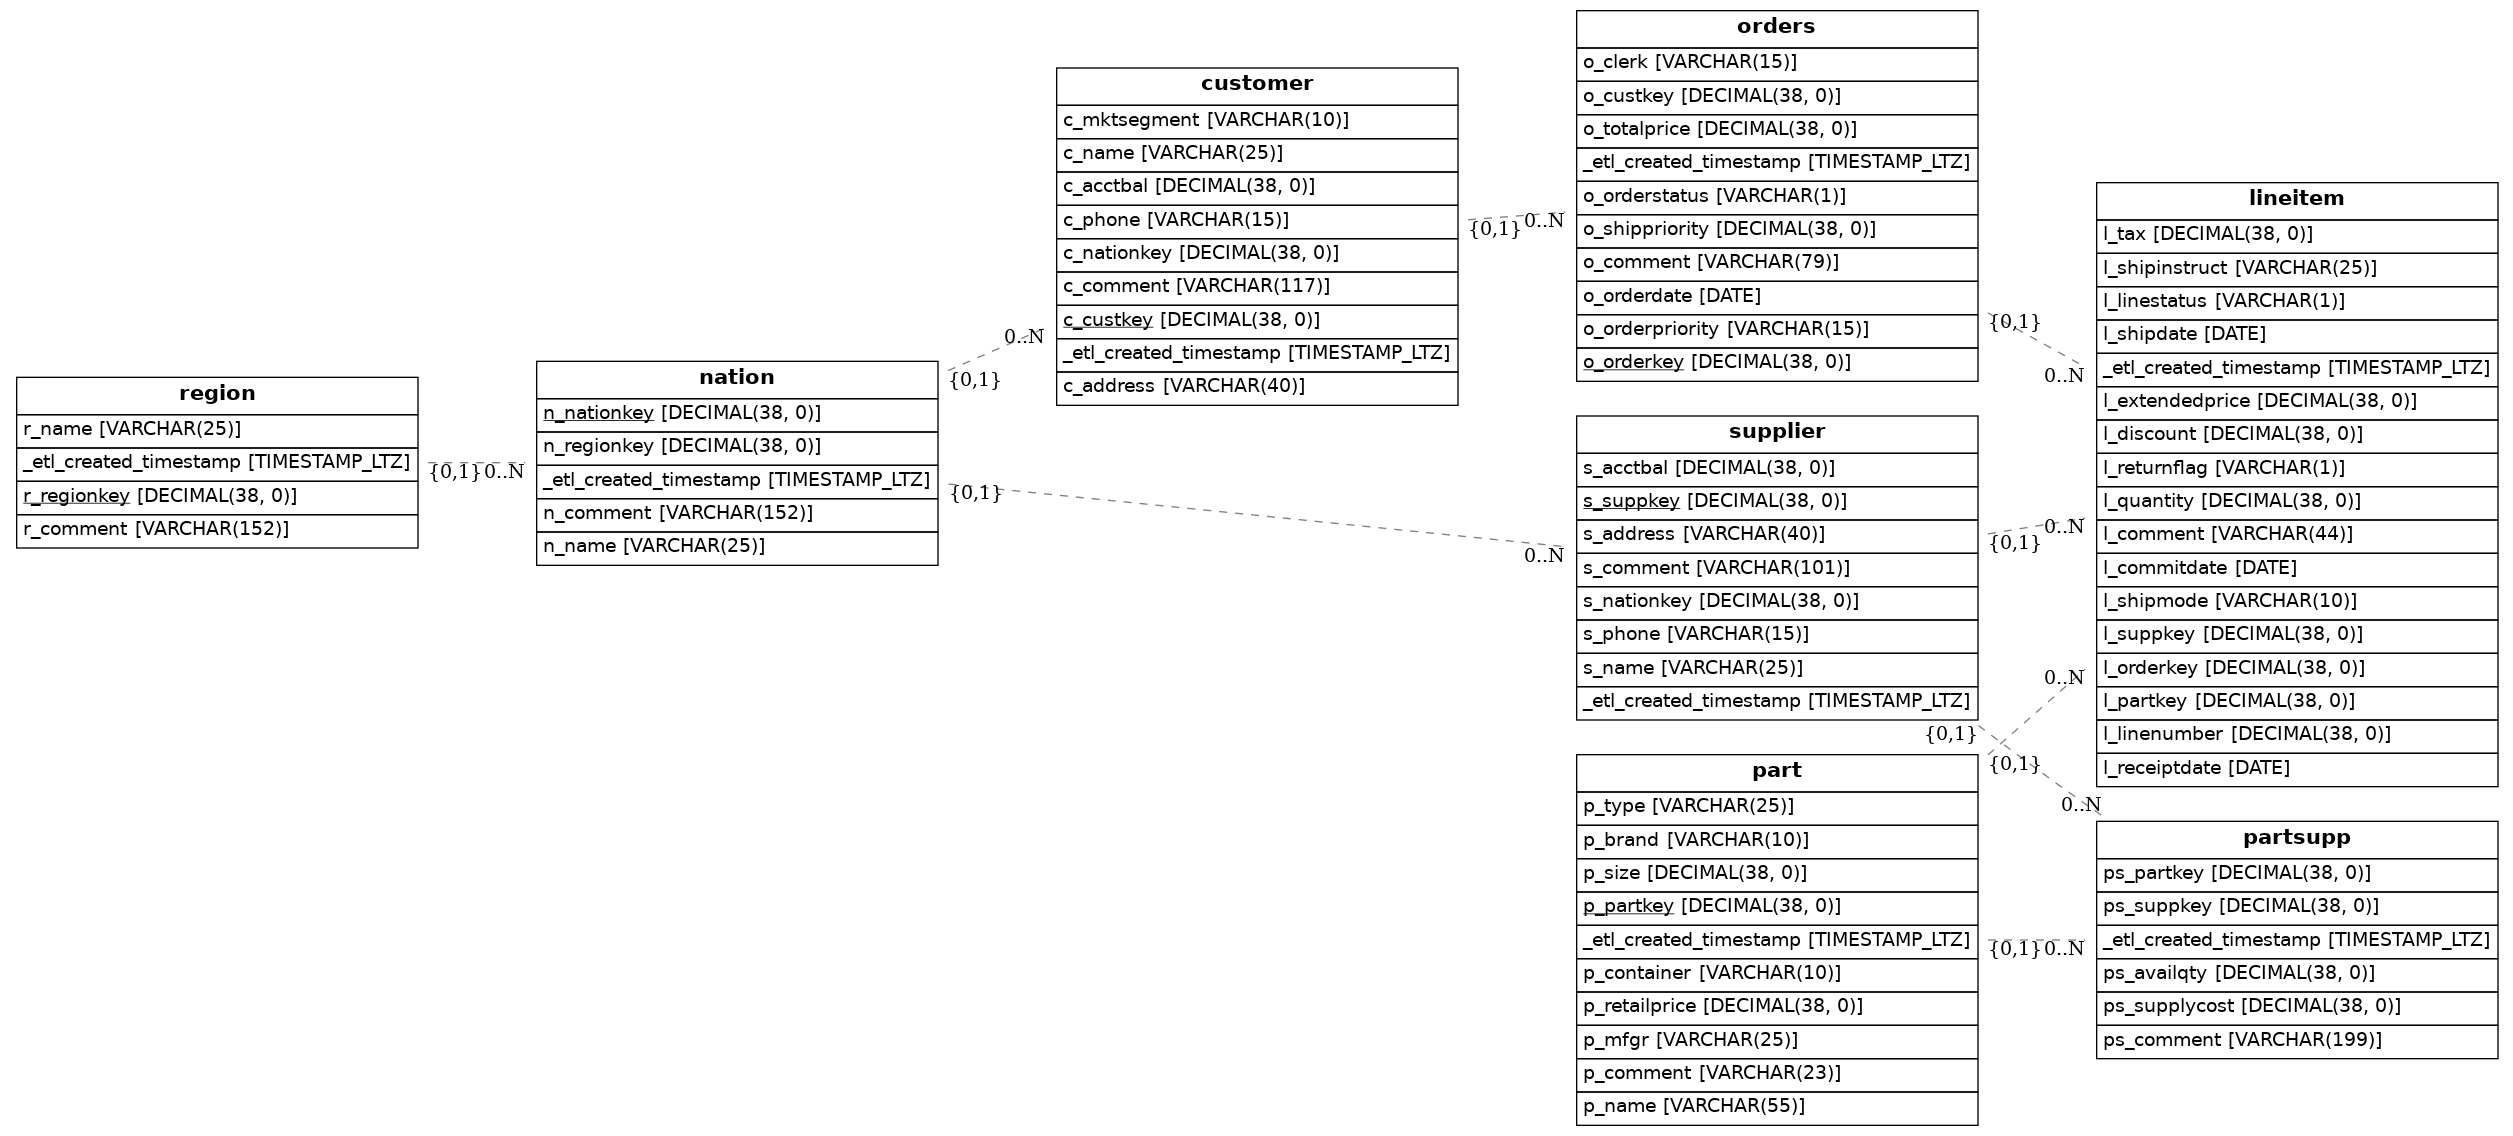 region
r_name [VARCHAR(25)]
_etl_created_timestamp [TIMESTAMP_LTZ]
r_regionkey [DECIMAL(38, 0)]
r_comment [VARCHAR(152)]
{0,1}
0..N
nation
n_nationkey [DECIMAL(38, 0)]
n_regionkey [DECIMAL(38, 0)]
_etl_created_timestamp [TIMESTAMP_LTZ]
n_comment [VARCHAR(152)]
n_name [VARCHAR(25)]
{0,1}
0..N
{0,1}
0..N
customer
c_mktsegment [VARCHAR(10)]
c_name [VARCHAR(25)]
c_acctbal [DECIMAL(38, 0)]
c_phone [VARCHAR(15)]
c_nationkey [DECIMAL(38, 0)]
c_comment [VARCHAR(117)]
c_custkey [DECIMAL(38, 0)]
_etl_created_timestamp [TIMESTAMP_LTZ]
c_address [VARCHAR(40)]
{0,1}
0..N
orders
o_clerk [VARCHAR(15)]
o_custkey [DECIMAL(38, 0)]
o_totalprice [DECIMAL(38, 0)]
_etl_created_timestamp [TIMESTAMP_LTZ]
o_orderstatus [VARCHAR(1)]
o_shippriority [DECIMAL(38, 0)]
o_comment [VARCHAR(79)]
o_orderdate [DATE]
o_orderpriority [VARCHAR(15)]
o_orderkey [DECIMAL(38, 0)]
{0,1}
0..N
supplier
s_acctbal [DECIMAL(38, 0)]
s_suppkey [DECIMAL(38, 0)]
s_address [VARCHAR(40)]
s_comment [VARCHAR(101)]
s_nationkey [DECIMAL(38, 0)]
s_phone [VARCHAR(15)]
s_name [VARCHAR(25)]
_etl_created_timestamp [TIMESTAMP_LTZ]
{0,1}
0..N
{0,1}
0..N
part
p_type [VARCHAR(25)]
p_brand [VARCHAR(10)]
p_size [DECIMAL(38, 0)]
p_partkey [DECIMAL(38, 0)]
_etl_created_timestamp [TIMESTAMP_LTZ]
p_container [VARCHAR(10)]
p_retailprice [DECIMAL(38, 0)]
p_mfgr [VARCHAR(25)]
p_comment [VARCHAR(23)]
p_name [VARCHAR(55)]
{0,1}
0..N
{0,1}
0..N
lineitem
l_tax [DECIMAL(38, 0)]
l_shipinstruct [VARCHAR(25)]
l_linestatus [VARCHAR(1)]
l_shipdate [DATE]
_etl_created_timestamp [TIMESTAMP_LTZ]
l_extendedprice [DECIMAL(38, 0)]
l_discount [DECIMAL(38, 0)]
l_returnflag [VARCHAR(1)]
l_quantity [DECIMAL(38, 0)]
l_comment [VARCHAR(44)]
l_commitdate [DATE]
l_shipmode [VARCHAR(10)]
l_suppkey [DECIMAL(38, 0)]
l_orderkey [DECIMAL(38, 0)]
l_partkey [DECIMAL(38, 0)]
l_linenumber [DECIMAL(38, 0)]
l_receiptdate [DATE]
partsupp
ps_partkey [DECIMAL(38, 0)]
ps_suppkey [DECIMAL(38, 0)]
_etl_created_timestamp [TIMESTAMP_LTZ]
ps_availqty [DECIMAL(38, 0)]
ps_supplycost [DECIMAL(38, 0)]
ps_comment [VARCHAR(199)]